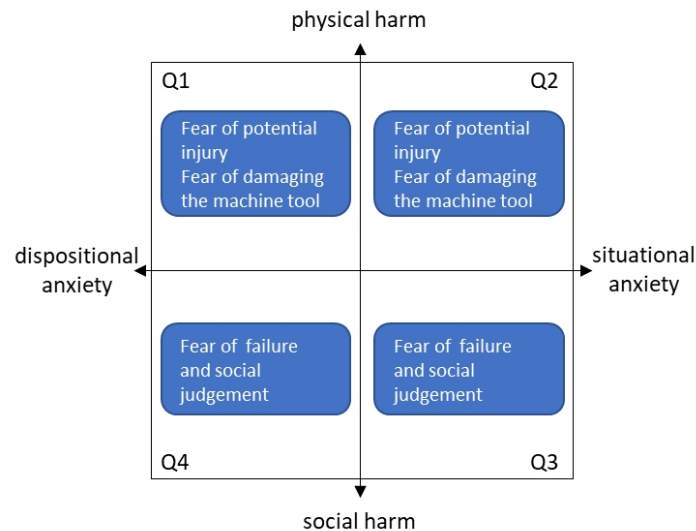 physical harm
Q1
Q2
Fear of potential
injury
Fear of damaging
the machine tool
Fear of potential
injury
Fear of damaging
the machine tool
dispositional
anxiety
situational
anxiety
Fear of failure
and social
judgement
Fear of failure
and social
judgement
Q4
Q3
social harm